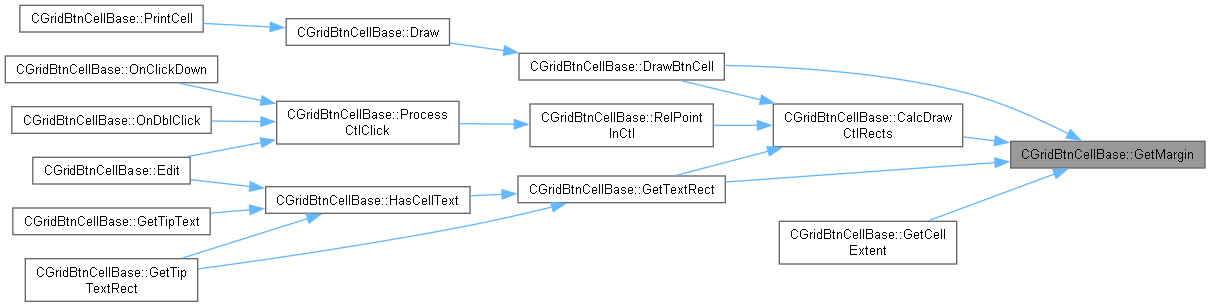 CGridBtnCellBase::PrintCell
CGridBtnCellBase::Draw
CGridBtnCellBase::OnClickDown
CGridBtnCellBase::DrawBtnCell
CGridBtnCellBase::OnDblClick
CGridBtnCellBase::Process
CtlClick
CGridBtnCellBase::RelPoint
InCtl
CGridBtnCellBase::CalcDraw
CtlRects
CGridBtnCellBase::GetMargin
CGridBtnCellBase::Edit
CGridBtnCellBase::HasCellText
CGridBtnCellBase::GetTextRect
CGridBtnCellBase::GetTipText
CGridBtnCellBase::GetCell
Extent
CGridBtnCellBase::GetTip
TextRect